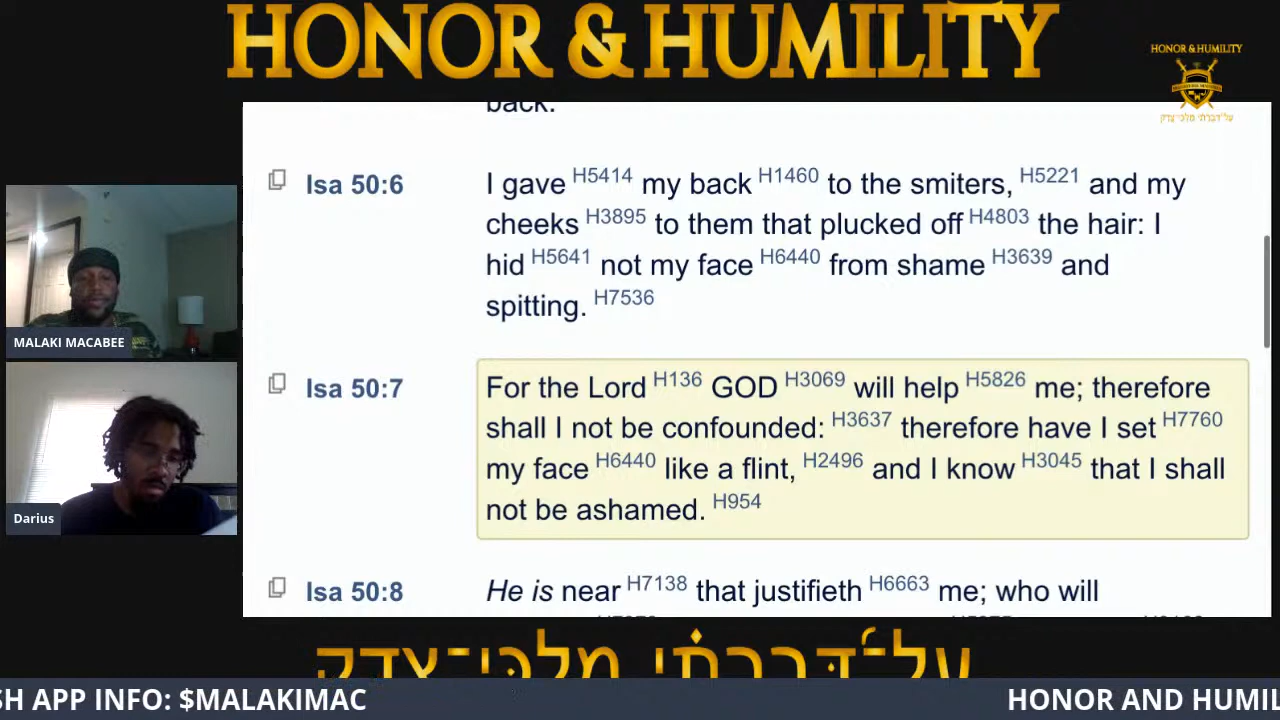 HONOR & HUMILITY
HONOR & HUMILITY
על־דברתי מלכי־צדק
back.
Isa 50:6
I gave H5414 my back H1460 to the smiters, H5221 and my
cheeks H3895 to them that plucked off H4803 the hair: I
hid H5641 not my face H6440 from shame H3639 and
spitting. H7536
Isa 50:7
For the Lord H136 GOD H3069 will help H5826 me; therefore
shall I not be confounded: H3637 therefore have I set H7760
my face H6440 like a flint, H2496 and I know H3045 that I shall
not be ashamed. H954
Isa 50:8
He is near H7138 that justifieth H6663 me; who will
MALAKI MACABEE
Darius
על־דִּבְרָתִ֗י מַלְכִּי־צֶדֶק
SH APP INFO: $MALAKIMAC
HONOR AND HUMIL